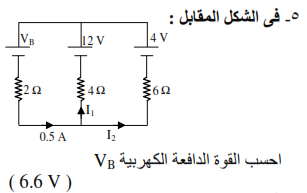 ٥- فى الشكل المقابل :
V_B 12 V 4 V
2 Ω 4 Ω 6 Ω
I₁
0.5 A I₂
احسب القوة الدافعة الكهربية V_B
( 6.6 V )